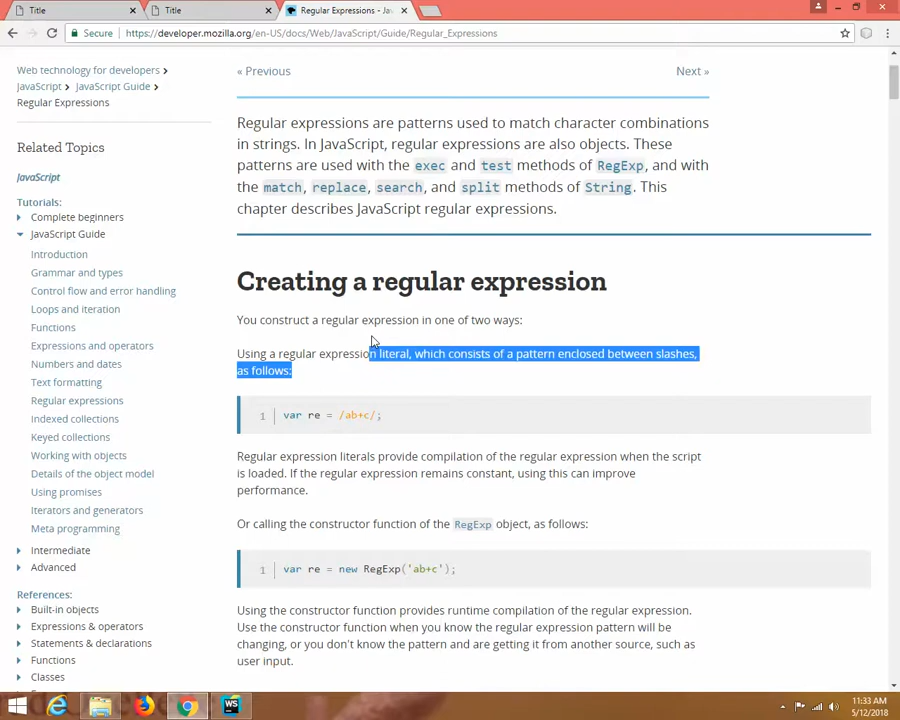 Title
Title
Regular Expressions - Jav
Secure
https://developer.mozilla.org/en-US/docs/Web/JavaScript/Guide/Regular_Expressions
Web technology for developers
JavaScript
JavaScript Guide
Regular Expressions
Related Topics
JavaScript
Tutorials:
Complete beginners
JavaScript Guide
Introduction
Grammar and types
Control flow and error handling
Loops and iteration
Functions
Expressions and operators
Numbers and dates
Text formatting
Regular expressions
Indexed collections
Keyed collections
Working with objects
Details of the object model
Using promises
Iterators and generators
Meta programming
Intermediate
Advanced
References:
Built-in objects
Expressions & operators
Statements & declarations
Functions
Classes
« Previous
Next »
Regular expressions are patterns used to match character combinations
in strings. In JavaScript, regular expressions are also objects. These
patterns are used with the exec and test methods of RegExp, and with
the match, replace, search, and split methods of String. This
chapter describes JavaScript regular expressions.
Creating a regular expression
You construct a regular expression in one of two ways:
Using a regular expression literal, which consists of a pattern enclosed between slashes,
as follows:
1 var re = /ab+c/;
Regular expression literals provide compilation of the regular expression when the script
is loaded. If the regular expression remains constant, using this can improve
performance.
Or calling the constructor function of the RegExp object, as follows:
1 var re = new RegExp('ab+c');
Using the constructor function provides runtime compilation of the regular expression.
Use the constructor function when you know the regular expression pattern will be
changing, or you don't know the pattern and are getting it from another source, such as
user input.
WS
11:33 AM
5/12/2018